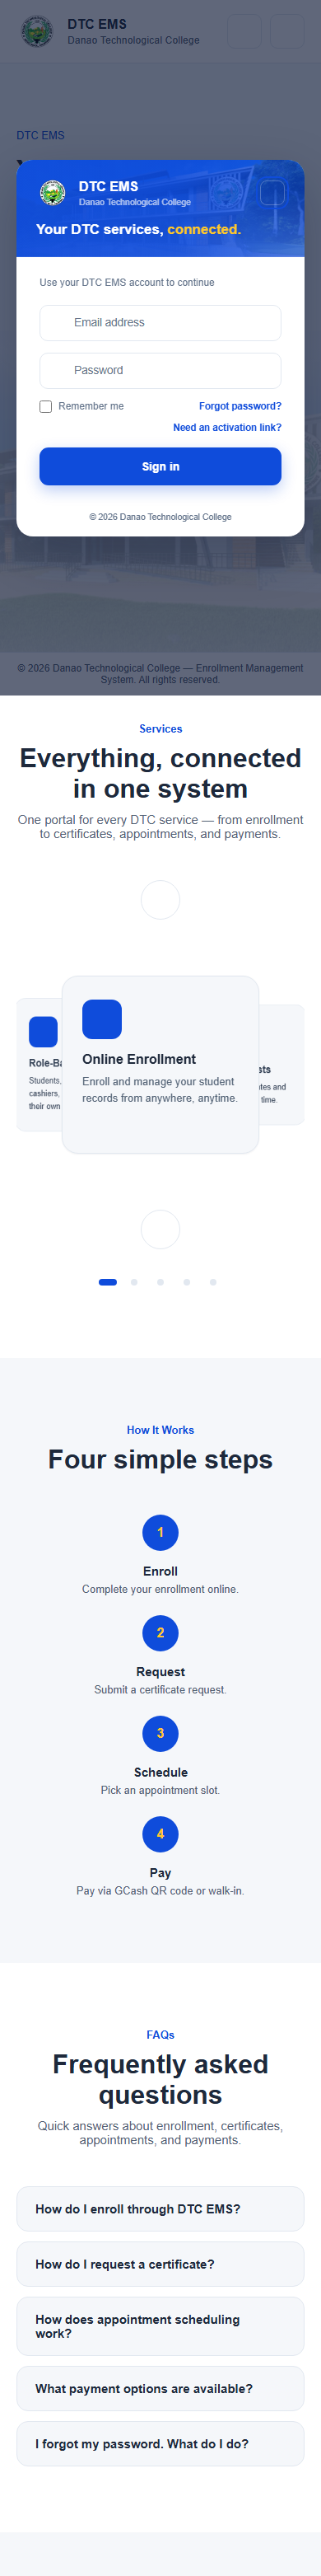 DTC EMS
Danao Technological College
DTC EMS
DTC EMS
Danao Technological College
Your DTC services, connected.
Use your DTC EMS account to continue
Email address
Password
Remember me
Forgot password?
Need an activation link?
Sign in
© 2026 Danao Technological College
© 2026 Danao Technological College — Enrollment Management
System. All rights reserved.
Services
Everything, connected
in one system
One portal for every DTC service — from enrollment
to certificates, appointments, and payments.
Online Enrollment
Enroll and manage your student
records from anywhere, anytime.
Students,
cashiers,
their own
and
time.
How It Works
Four simple steps
1
Enroll
Complete your enrollment online.
2
Request
Submit a certificate request.
3
Schedule
Pick an appointment slot.
4
Pay
Pay via GCash QR code or walk-in.
FAQs
Frequently asked
questions
Quick answers about enrollment, certificates,
appointments, and payments.
How do I enroll through DTC EMS?
How do I request a certificate?
How does appointment scheduling
work?
What payment options are available?
I forgot my password. What do I do?